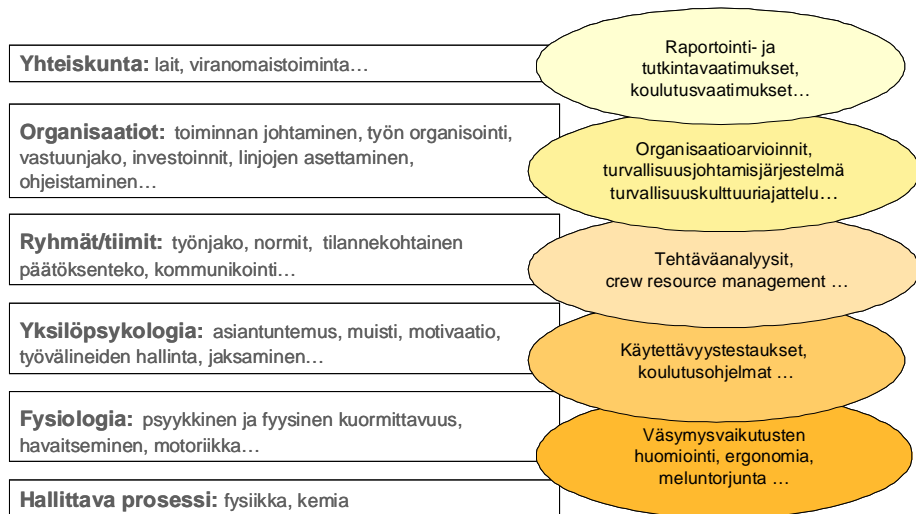 Yhteiskunta: lait, viranomaistoiminta…
Raportointi- ja
tutkintavaatimukset,
koulutusvaatimukset…
Organisaatiot: toiminnan johtaminen, työn organisointi,
vastuunjako, investoinnit, linjojen asettaminen,
ohjeistaminen…
Organisaatioarvioinnit,
turvallisuusjohtamisjärjestelmä
turvallisuuskulttuuriajattelu…
Ryhmät/tiimit: työnjako, normit, tilannekohtainen
päätöksenteko, kommunikointi…
Tehtäväanalyysit,
crew resource management …
Yksilöpsykologia: asiantuntemus, muisti, motivaatio,
työvälineiden hallinta, jaksaminen…
Käytettävyystestaukset,
koulutusohjelmat …
Fysiologia: psyykkinen ja fyysinen kuormittavuus,
havaitseminen, motoriikka…
Väsymysvaikutusten
huomiointi, ergonomia,
meluntorjunta …
Hallittava prosessi: fysiikka, kemia